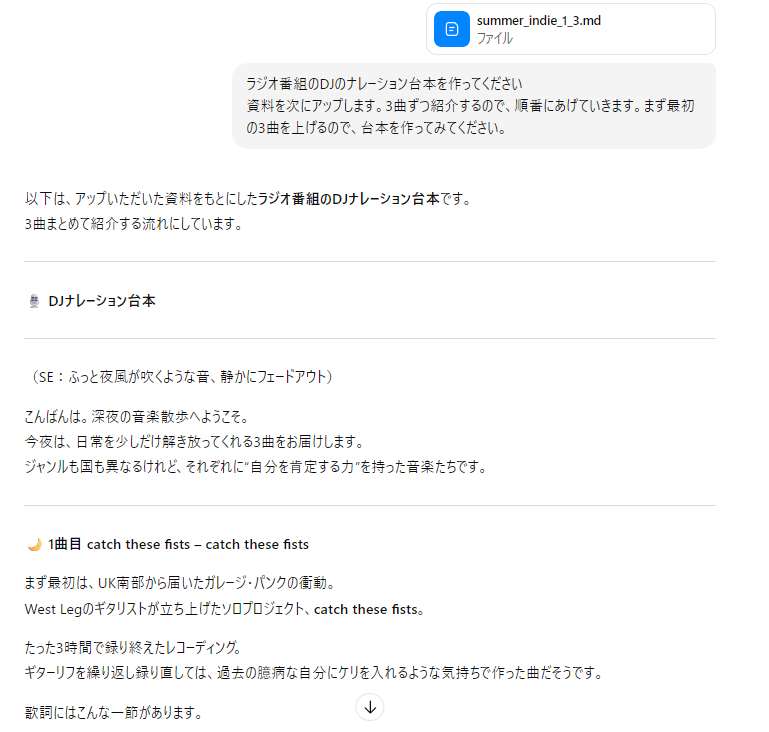 summer_indie_1_3.md
ファイル
ラジオ番組のDJのナレーション台本を作ってください
資料を次にアップします。3曲ずつ紹介するので、順番にあげていきます。まず最初
の3曲を上げるので、台本を作ってみてください。
以下は、アップいただいた資料をもとにしたラジオ番組のDJナレーション台本です。
3曲まとめて紹介する流れにしています。
🎙 DJナレーション台本
（SE：ふっと夜風が吹くような音、静かにフェードアウト）
こんばんは。深夜の音楽散歩へようこそ。
今夜は、日常を少しだけ解き放ってくれる3曲をお届けします。
ジャンルも国も異なるけれど、それぞれに“自分を肯定する力”を持った音楽たちです。
🌙 1曲目 catch these fists – catch these fists
まず最初は、UK南部から届いたガレージ・パンクの衝動。
West Legのギタリストが立ち上げたソロプロジェクト、catch these fists。
たった3時間で録り終えたレコーディング。
ギターリフを繰り返し録り直しては、過去の臆病な自分にケリを入れるような気持ちで作った曲だそうです。
歌詞にはこんな一節があります。